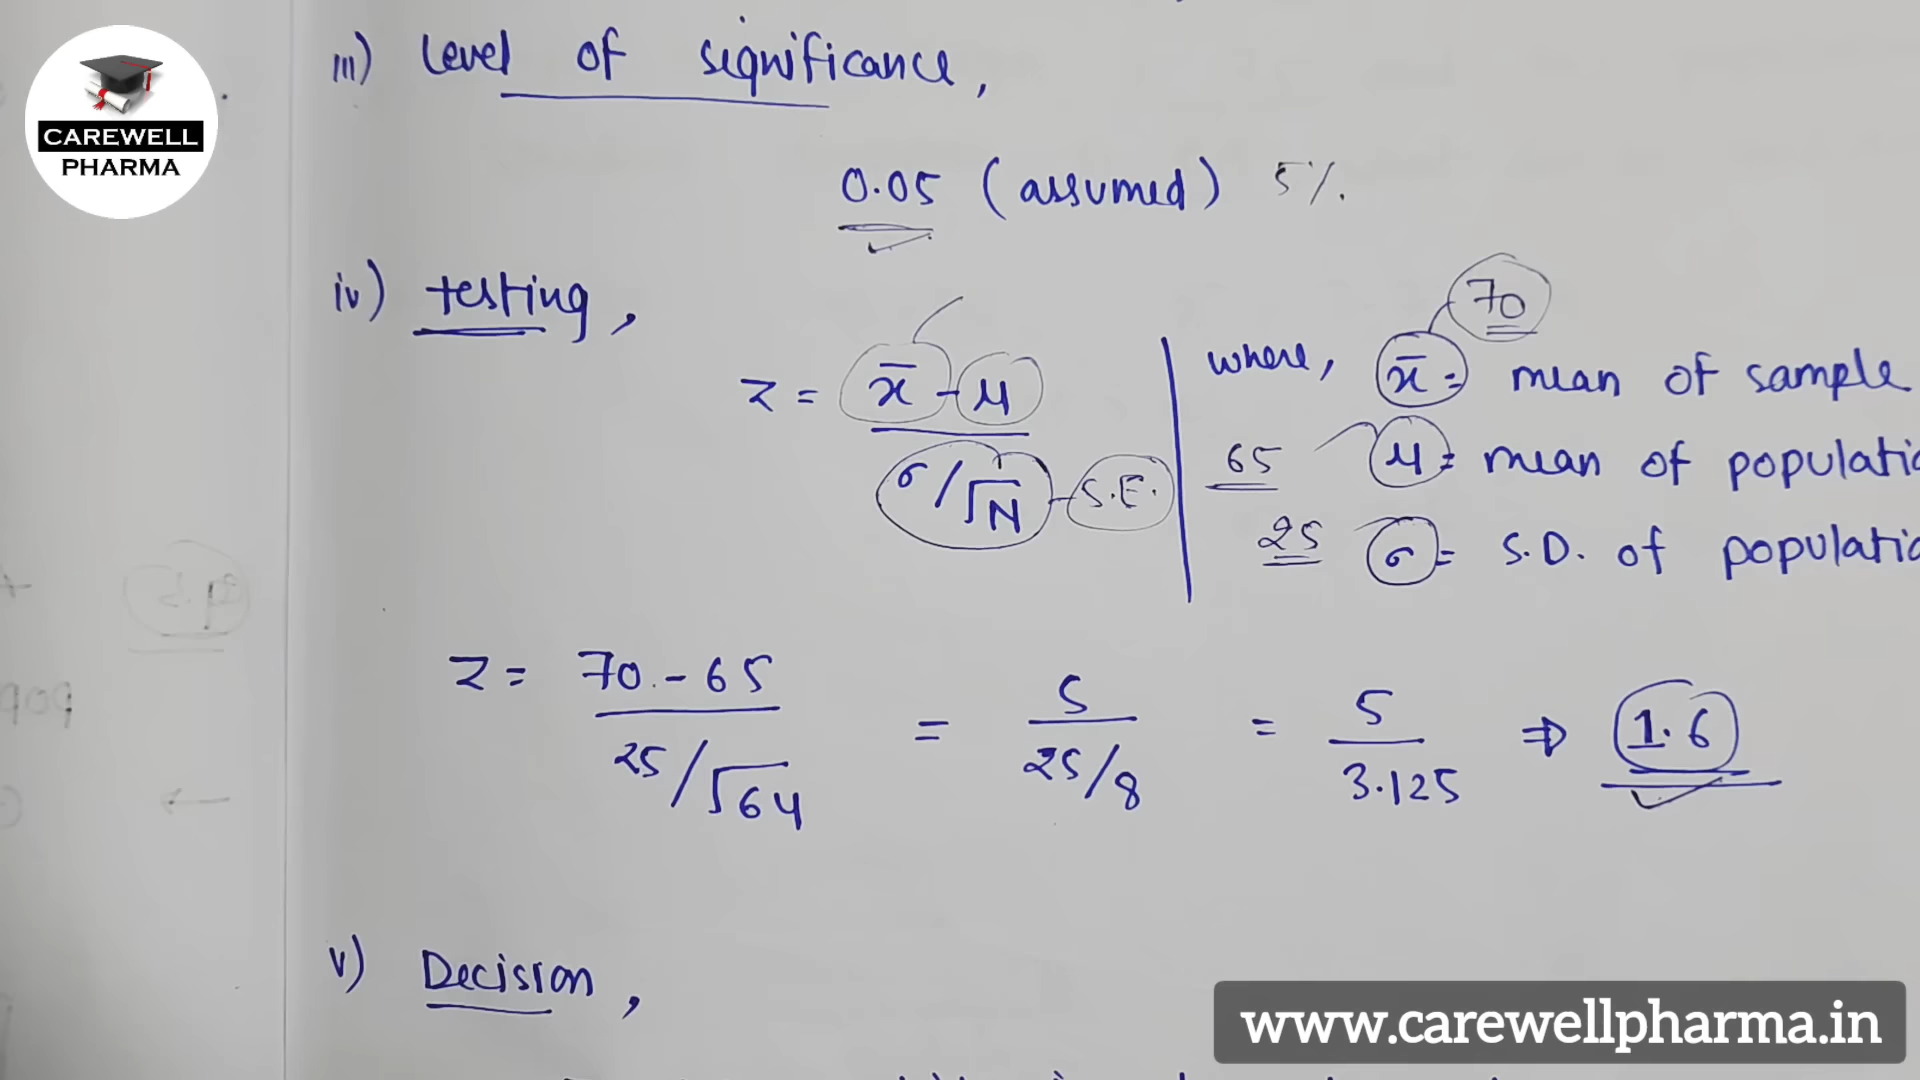 CAREWELL
PHARMA
iii) Level of significance,
0.05 (assumed) 5%.
iv) testing,
70
z = x̄ - μ
σ/√N - S.E.
where, x̄ = mean of sample
65 μ = mean of populatio
25 σ = S.D. of populatio
z = 70 - 65 / 25/√64 = 5 / 25/8 = 5 / 3.125 ⇒ 1.6
v) Decision,
www.carewellpharma.in